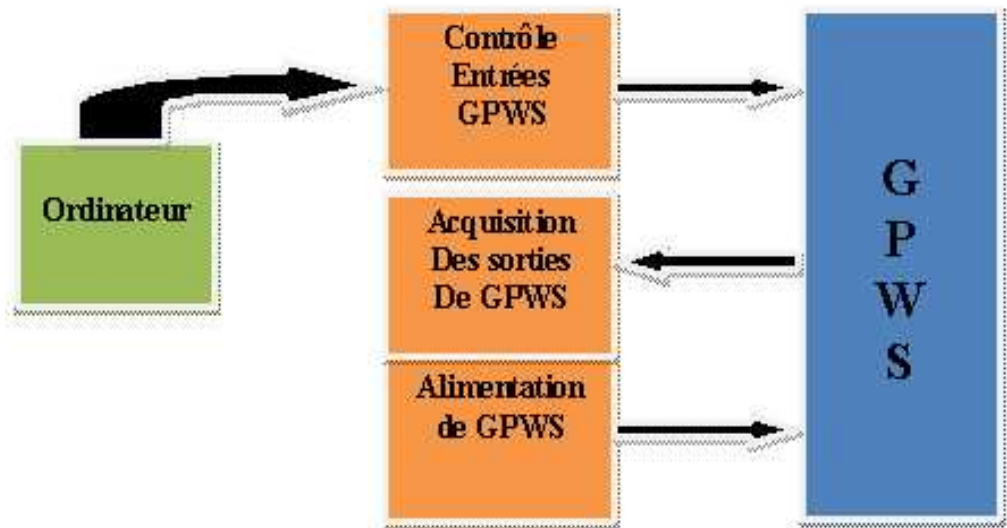 Contrôle
Entrées
GPWS
Ordinateur
Acquisition
Des sorties
De GPWS
Alimentation
de GPWS
G
P
W
S